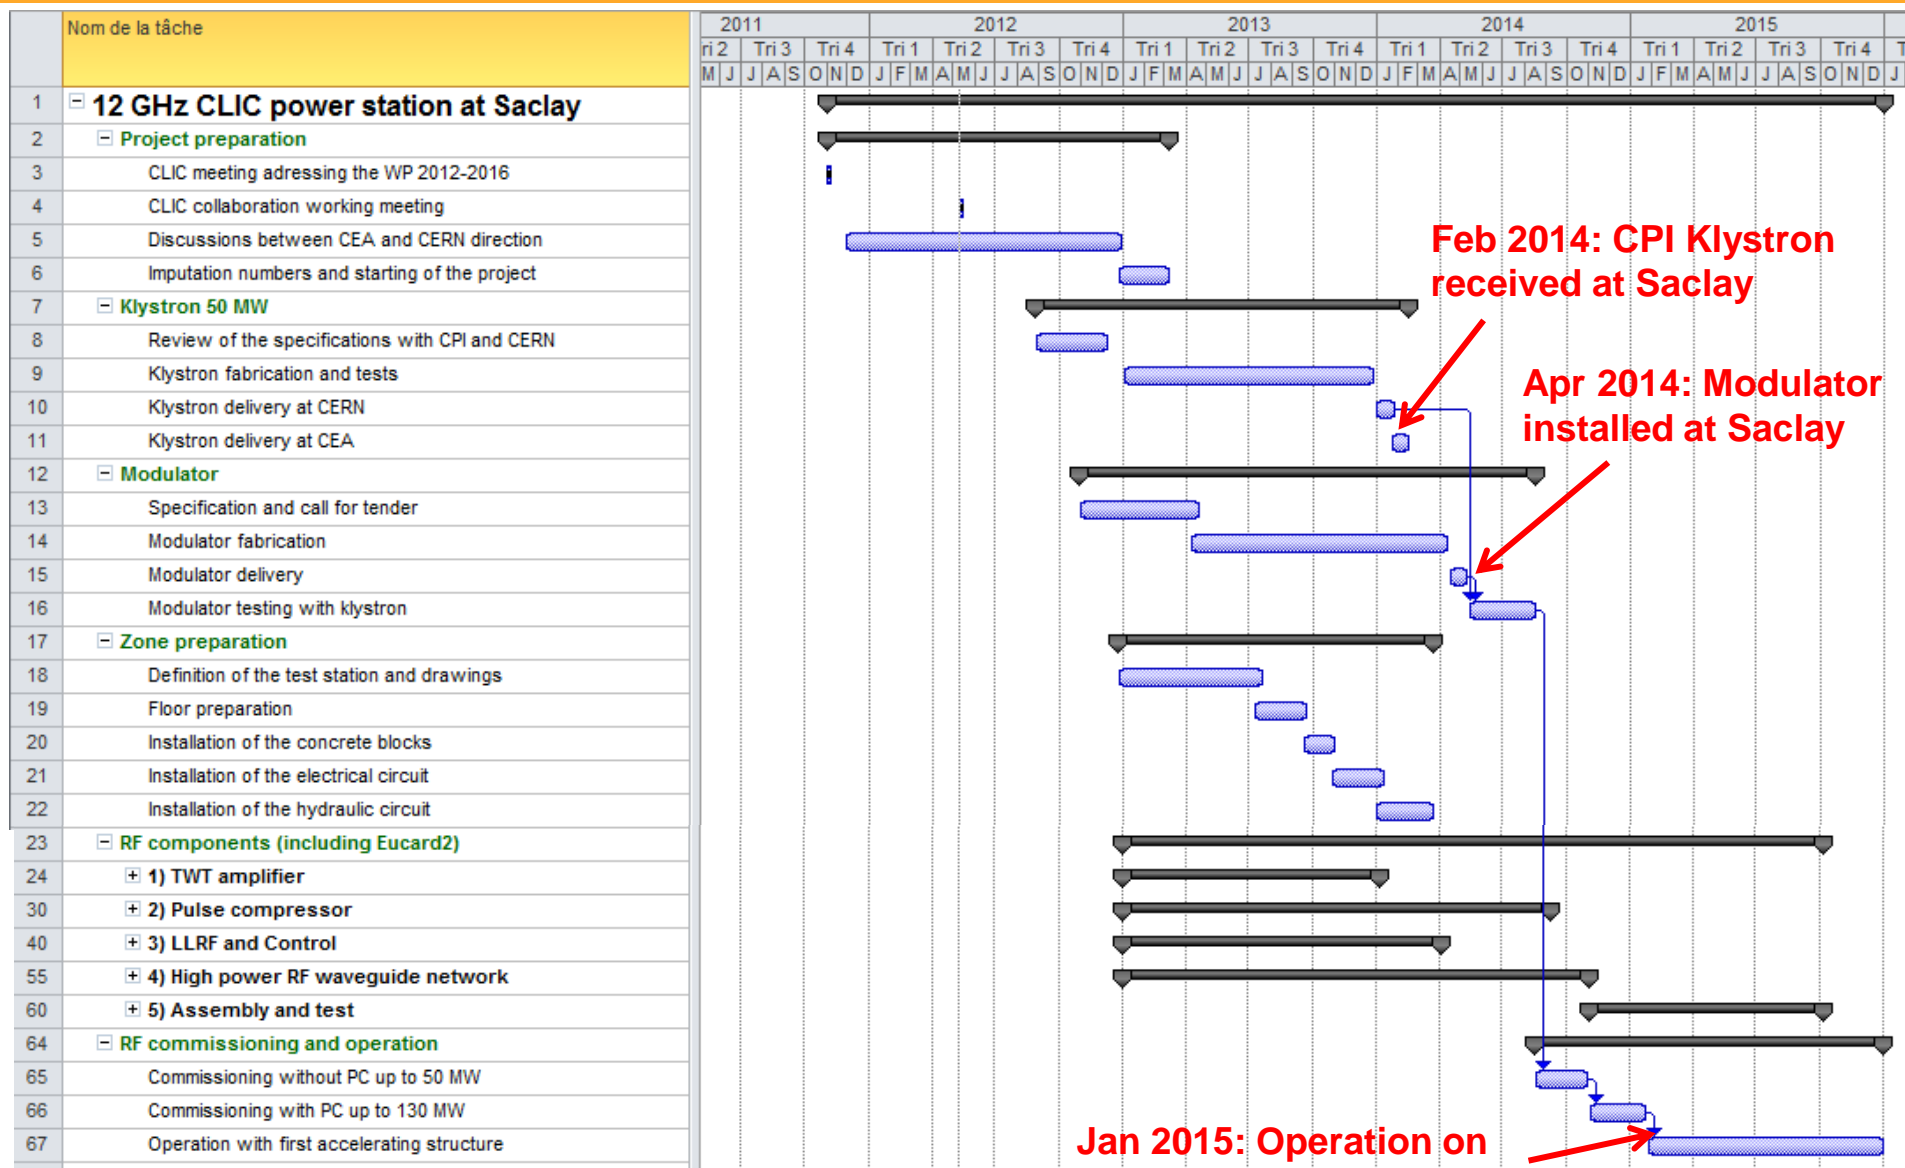 Nom de la tâche
2011 2012 2013 2014 2015
ri 2 Tri 3 Tri 4 Tri 1 Tri 2 Tri 3 Tri 4 Tri 1 Tri 2 Tri 3 Tri 4 Tri 1 Tri 2 Tri 3 Tri 4 Tri 1 Tri 2 Tri 3 Tri 4 T
M J J A S O N D J F M A M J J A S O N D J F M A M J J A S O N D J F M A M J J A S O N D J F M A M J J A S O N D J
1 12 GHz CLIC power station at Saclay
2 Project preparation
3 CLIC meeting adressing the WP 2012-2016
4 CLIC collaboration working meeting
5 Discussions between CEA and CERN direction
6 Imputation numbers and starting of the project
7 Klystron 50 MW
8 Review of the specifications with CPI and CERN
9 Klystron fabrication and tests
10 Klystron delivery at CERN
11 Klystron delivery at CEA
12 Modulator
13 Specification and call for tender
14 Modulator fabrication
15 Modulator delivery
16 Modulator testing with klystron
17 Zone preparation
18 Definition of the test station and drawings
19 Floor preparation
20 Installation of the concrete blocks
21 Installation of the electrical circuit
22 Installation of the hydraulic circuit
23 RF components (including Eucard2)
24 1) TWT amplifier
30 2) Pulse compressor
40 3) LLRF and Control
55 4) High power RF waveguide network
60 5) Assembly and test
64 RF commissioning and operation
65 Commissioning without PC up to 50 MW
66 Commissioning with PC up to 130 MW
67 Operation with first accelerating structure
Feb 2014: CPI Klystron
received at Saclay
Apr 2014: Modulator
installed at Saclay
Jan 2015: Operation on